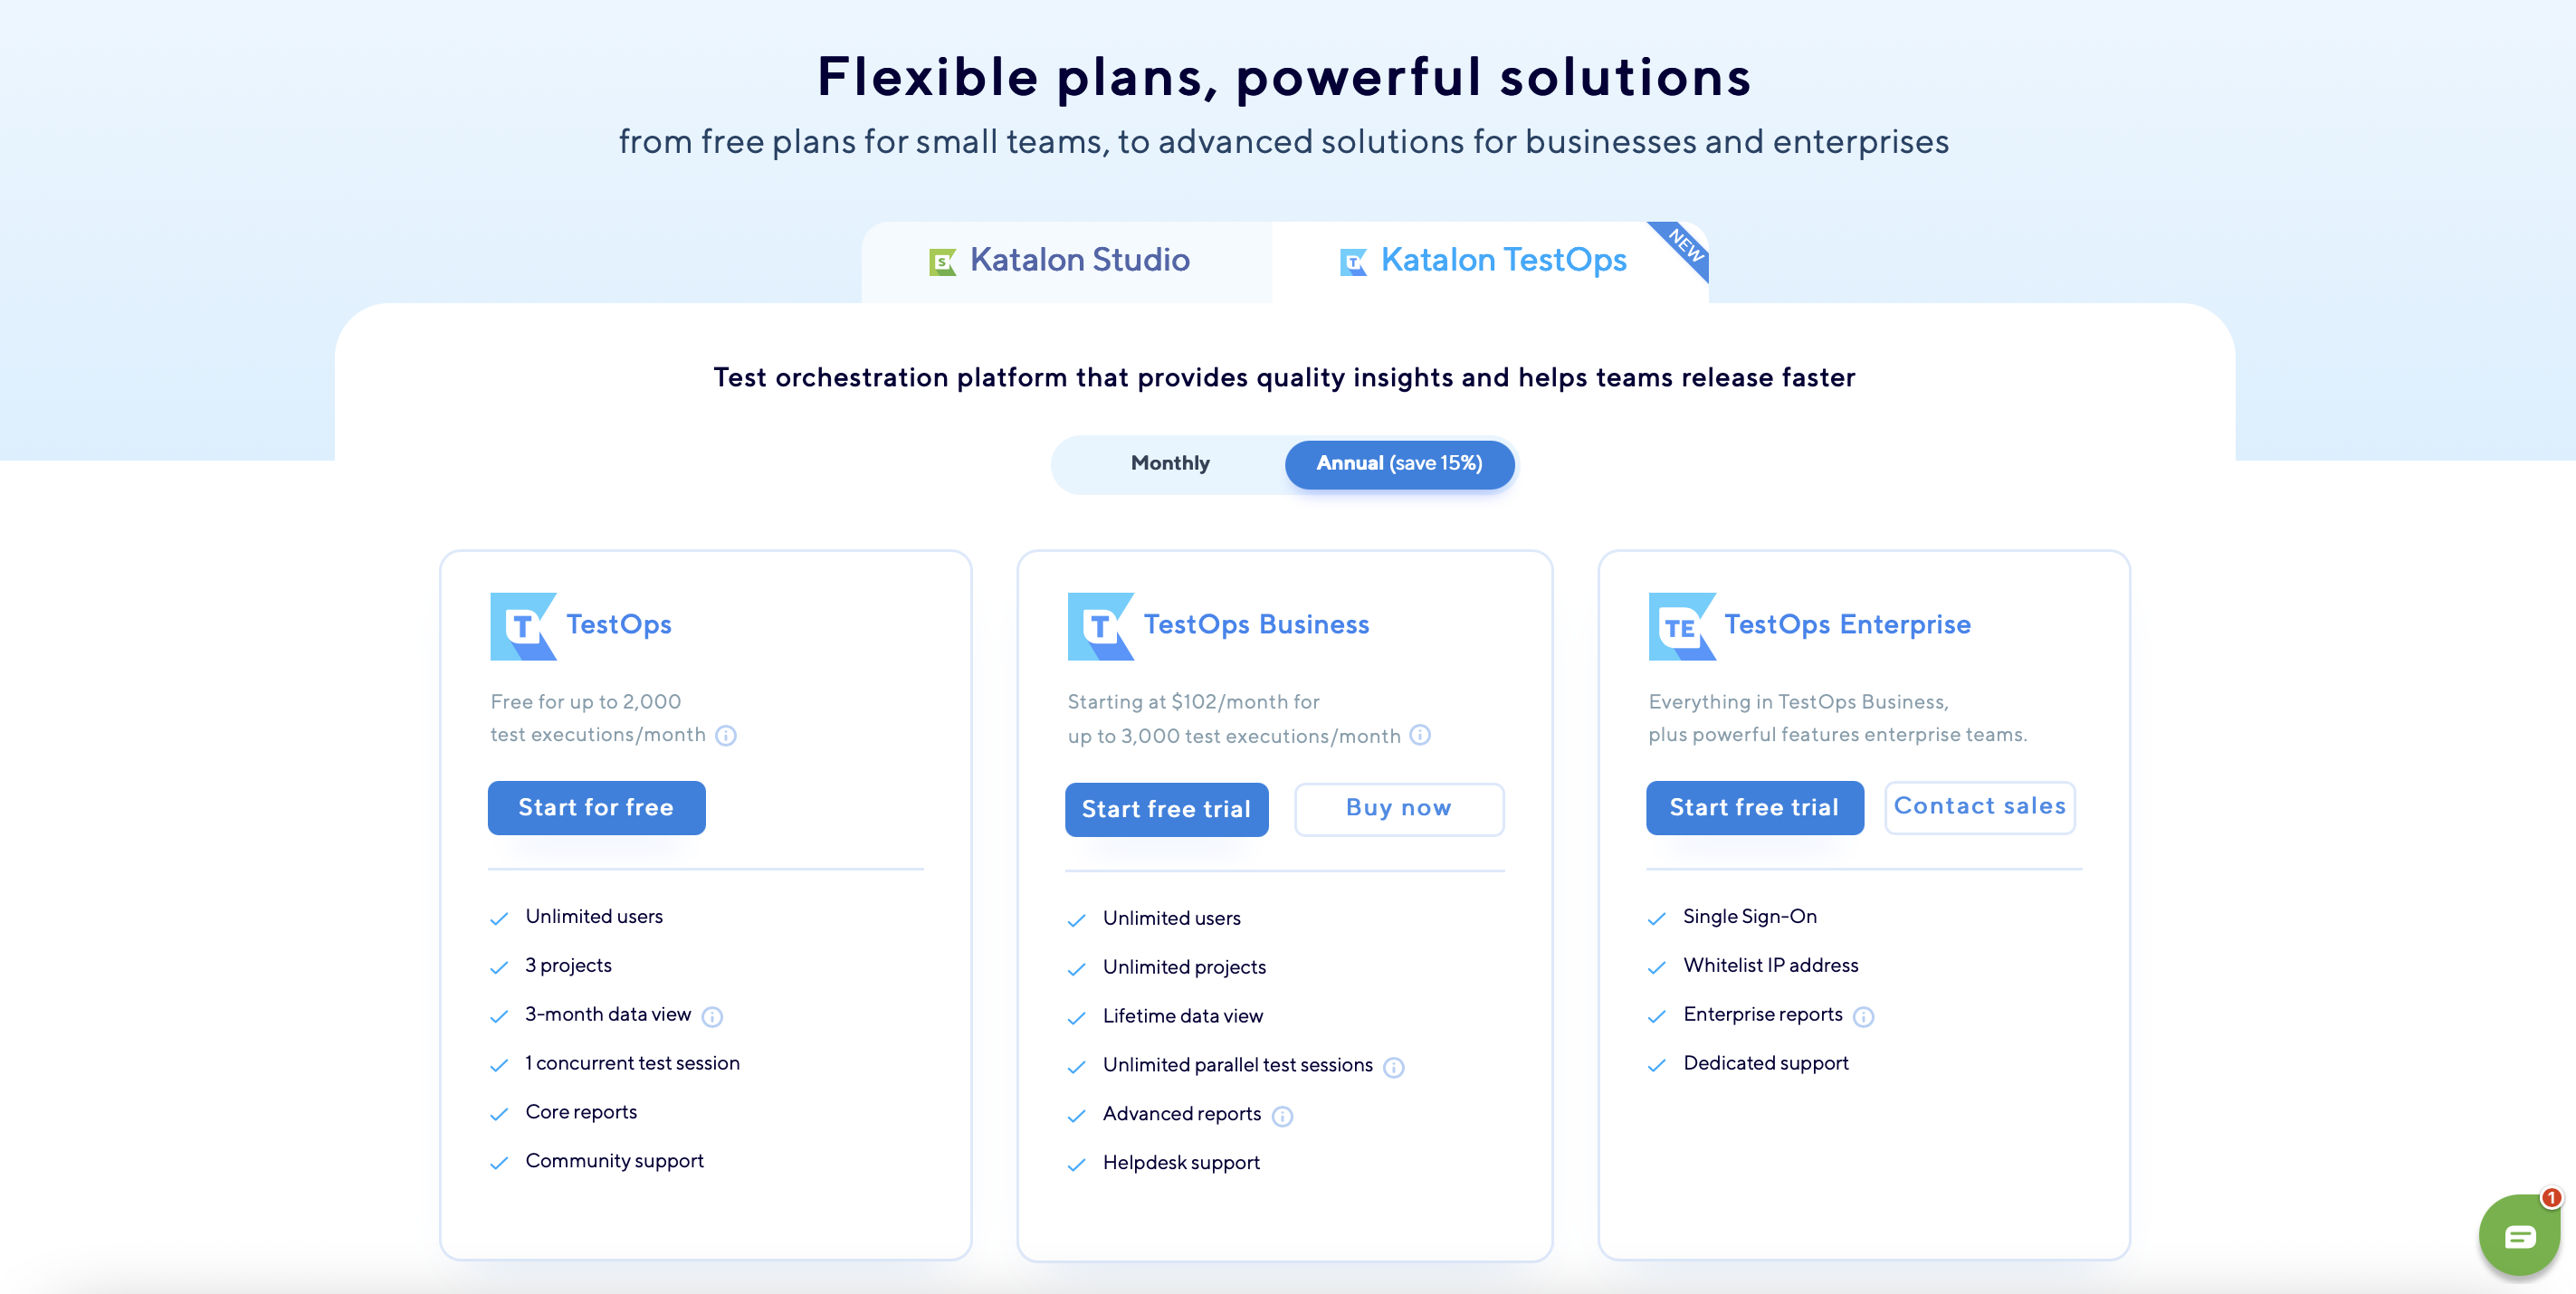 Flexible plans, powerful solutions
from free plans for small teams, to advanced solutions for businesses and enterprises
S Katalon Studio
T Katalon TestOps
NEW
Test orchestration platform that provides quality insights and helps teams release faster
Monthly
Annual (save 15%)
T TestOps
Free for up to 2,000
test executions/month
Start for free
Unlimited users
3 projects
3-month data view
1 concurrent test session
Core reports
Community support
T TestOps Business
Starting at $102/month for
up to 3,000 test executions/month
Start free trial
Buy now
Unlimited users
Unlimited projects
Lifetime data view
Unlimited parallel test sessions
Advanced reports
Helpdesk support
TE TestOps Enterprise
Everything in TestOps Business,
plus powerful features enterprise teams.
Start free trial
Contact sales
Single Sign-On
Whitelist IP address
Enterprise reports
Dedicated support
1